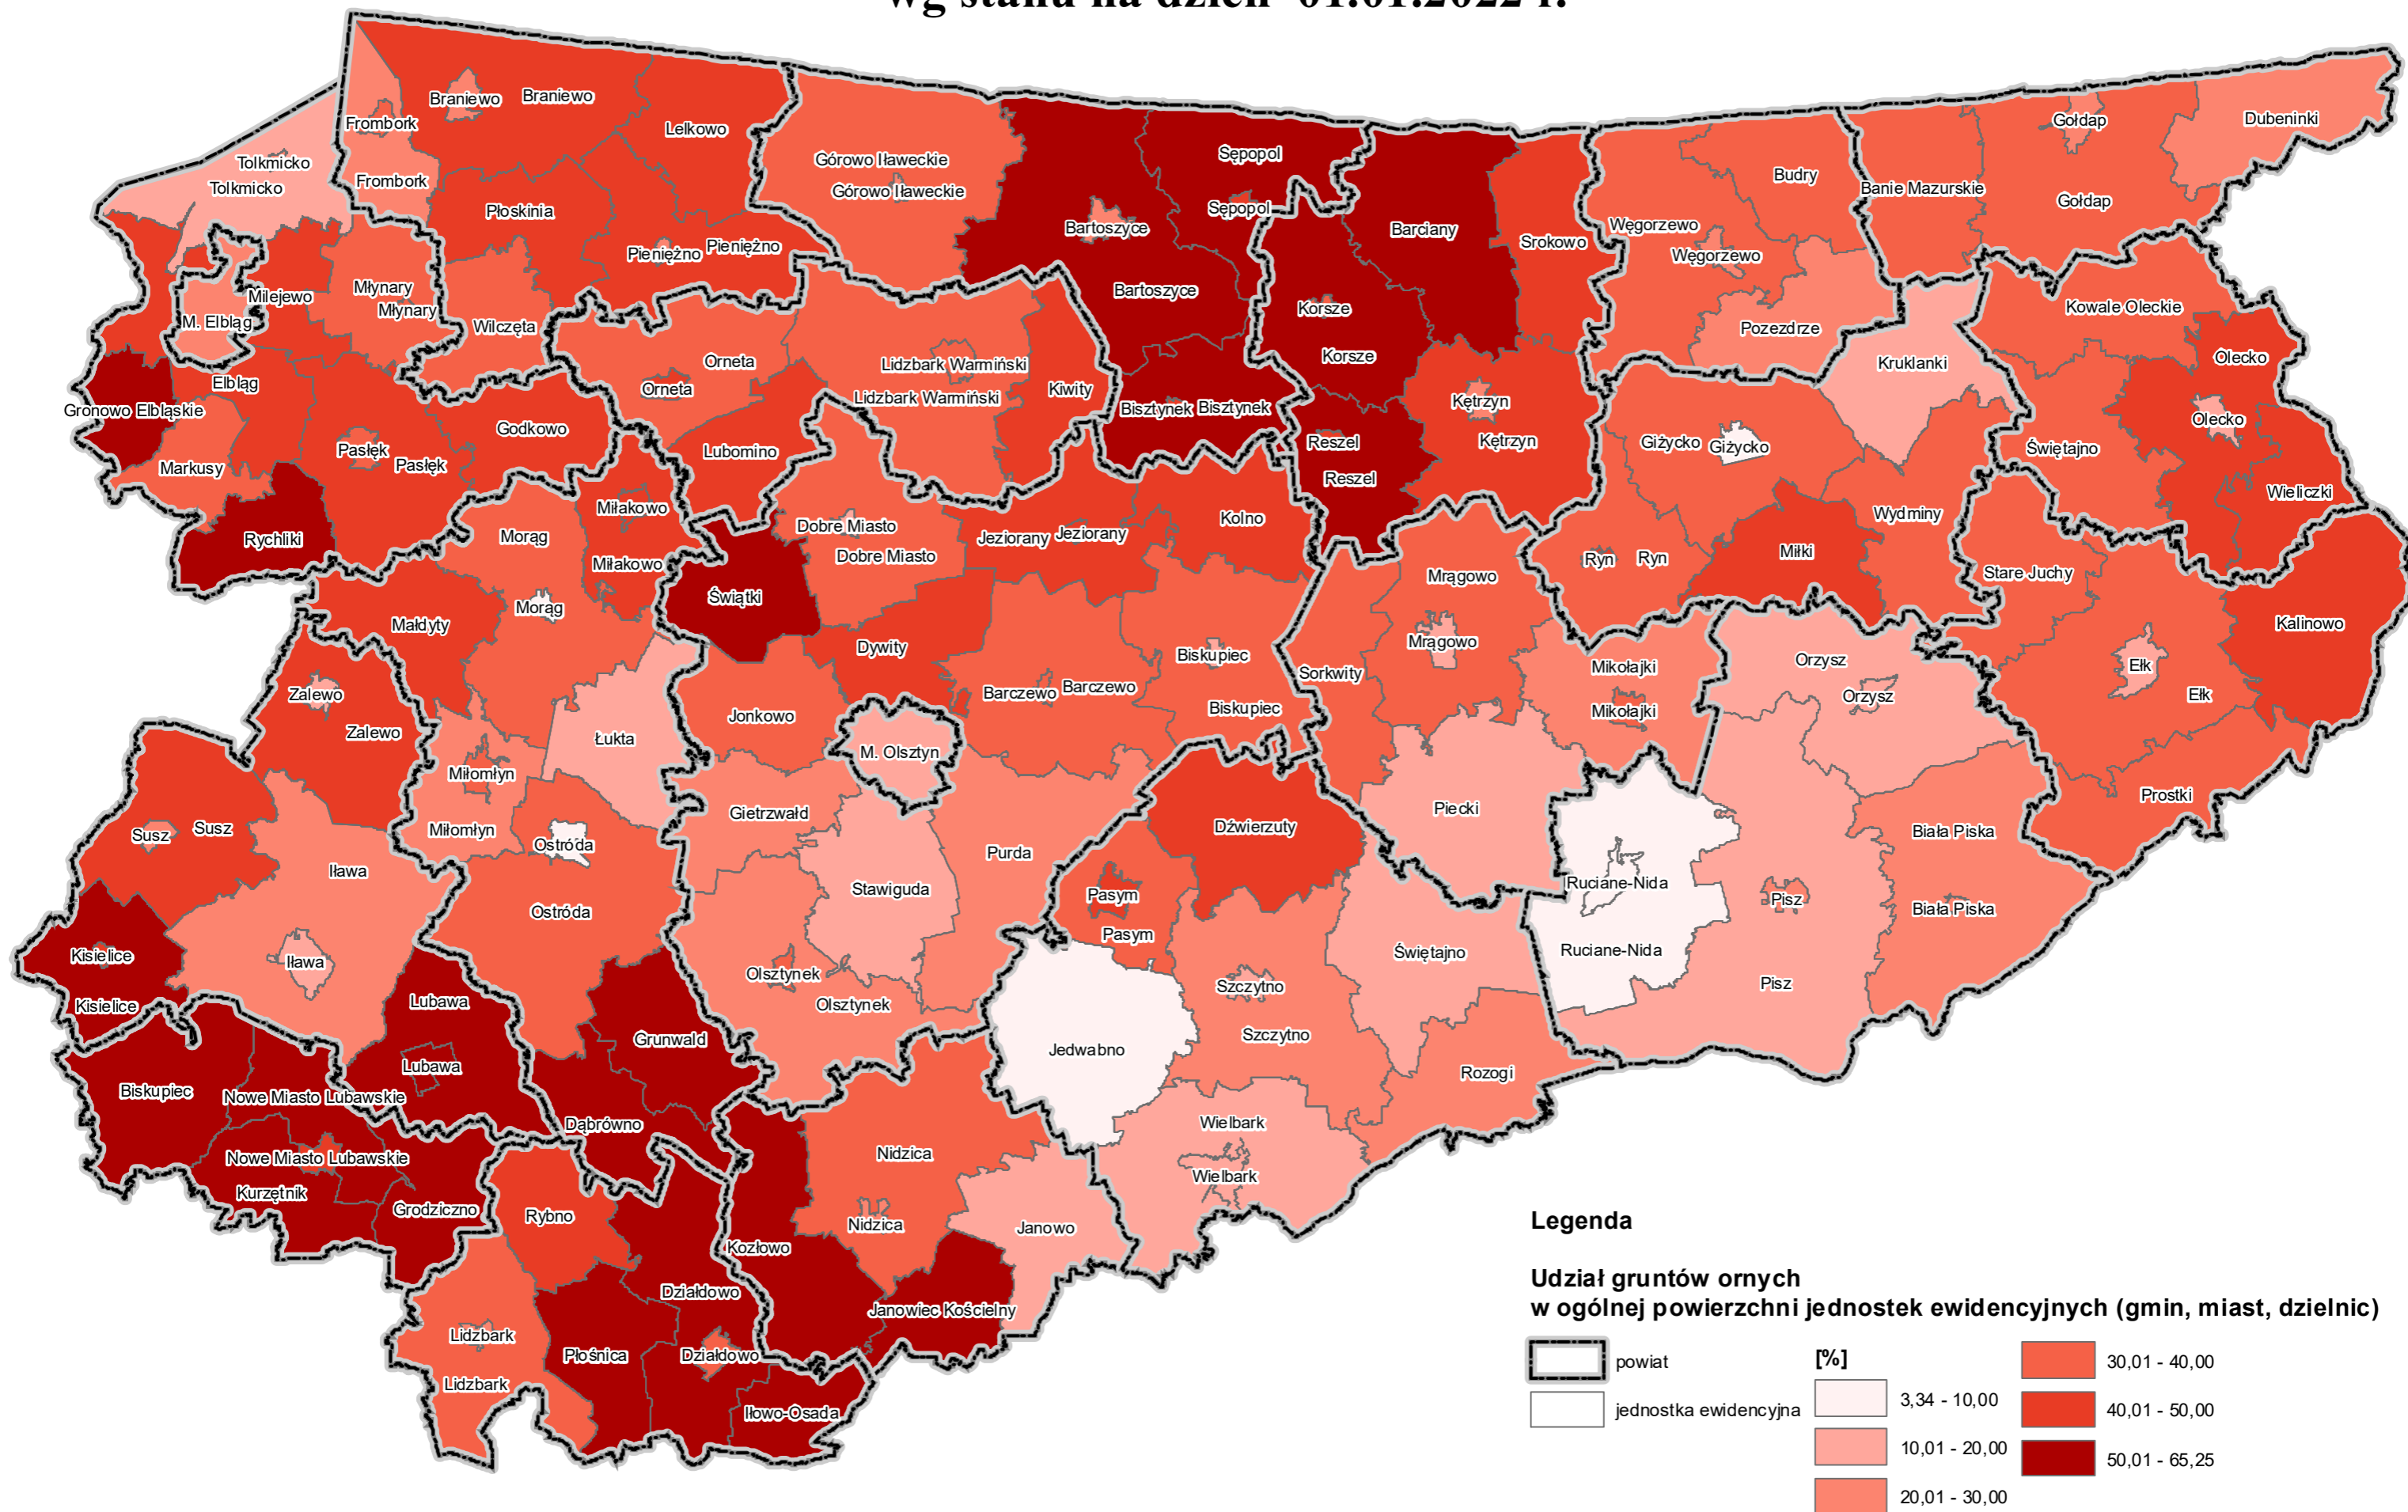 wg stanu na dzień 01.01.2022 r.
Braniewo
Braniewo
Frombork
Lelkowo
Tolkmicko
Tolkmicko
Frombork
Płoskinia
Pieniężno
Pieniężno
Górowo Iławeckie
Górowo Iławeckie
Sępopol
Sępopol
Bartoszyce
Bartoszyce
Barciany
Srokowo
Budry
Węgorzewo
Węgorzewo
Banie Mazurskie
Gołdap
Gołdap
Dubeninki
Milejewo
Młynary
Młynary
M. Elbląg
Wilczęta
Korsze
Korsze
Pozezdrze
Kruklanki
Kowale Oleckie
Olecko
Olecko
Elbląg
Gronowo Elbląskie
Markusy
Pasłęk
Pasłęk
Godkowo
Orneta
Orneta
Lidzbark Warmiński
Lidzbark Warmiński
Kiwity
Bisztynek
Bisztynek
Lubomino
Reszel
Reszel
Kętrzyn
Kętrzyn
Giżycko
Giżycko
Świętajno
Wieliczki
Rychliki
Morąg
Morąg
Miłakowo
Miłakowo
Dobre Miasto
Dobre Miasto
Jeziorany
Jeziorany
Kolno
Wydminy
Miłki
Ryn
Ryn
Stare Juchy
Mrągowo
Mrągowo
Świątki
Małdyty
Dywity
Kalinowo
Biskupiec
Biskupiec
Sorkwity
Mikołajki
Mikołajki
Orzysz
Orzysz
Ełk
Ełk
Zalewo
Zalewo
Łukta
Jonkowo
Barczewo
Barczewo
M. Olsztyn
Miłomłyn
Miłomłyn
Gietrzwałd
Purda
Dźwierzuty
Piecki
Prostki
Susz
Susz
Iława
Iława
Ostróda
Ostróda
Stawiguda
Pasym
Pasym
Ruciane-Nida
Ruciane-Nida
Pisz
Pisz
Biała Piska
Biała Piska
Kisielice
Kisielice
Olsztynek
Olsztynek
Świętajno
Szczytno
Szczytno
Lubawa
Lubawa
Grunwald
Jedwabno
Rozogi
Biskupiec
Nowe Miasto Lubawskie
Nowe Miasto Lubawskie
Dąbrówno
Nidzica
Nidzica
Wielbark
Wielbark
Kurzętnik
Grodziczno
Rybno
Kozłowo
Janowo
Działdowo
Działdowo
Janowiec Kościelny
Lidzbark
Lidzbark
Płośnica
Iłowo-Osada
Legenda
Udział gruntów ornych
w ogólnej powierzchni jednostek ewidencyjnych (gmin, miast, dzielnic)
powiat
jednostka ewidencyjna
[%]
3,34 - 10,00
10,01 - 20,00
20,01 - 30,00
30,01 - 40,00
40,01 - 50,00
50,01 - 65,25